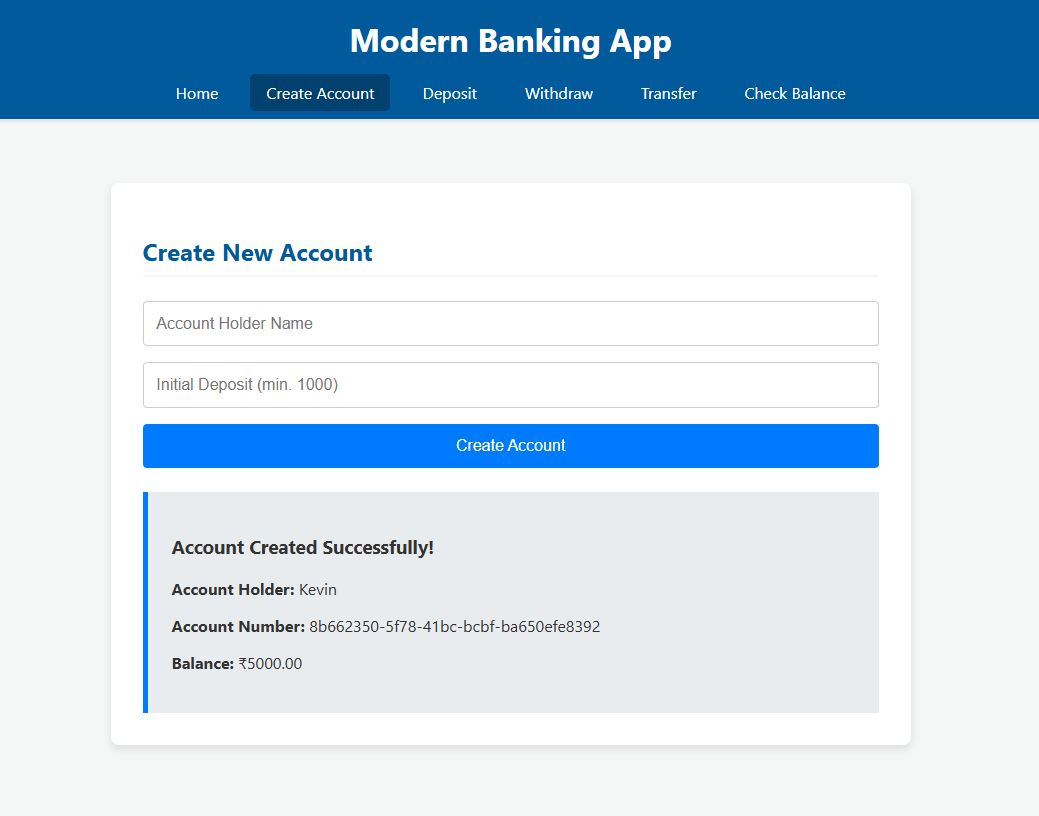 Modern Banking App
Home Create Account Deposit Withdraw Transfer Check Balance
Create New Account
Account Holder Name
Initial Deposit (min. 1000)
Create Account
Account Created Successfully!
Account Holder: Kevin
Account Number: 8b662350-5f78-41bc-bcbf-ba650efe8392
Balance: ₹5000.00